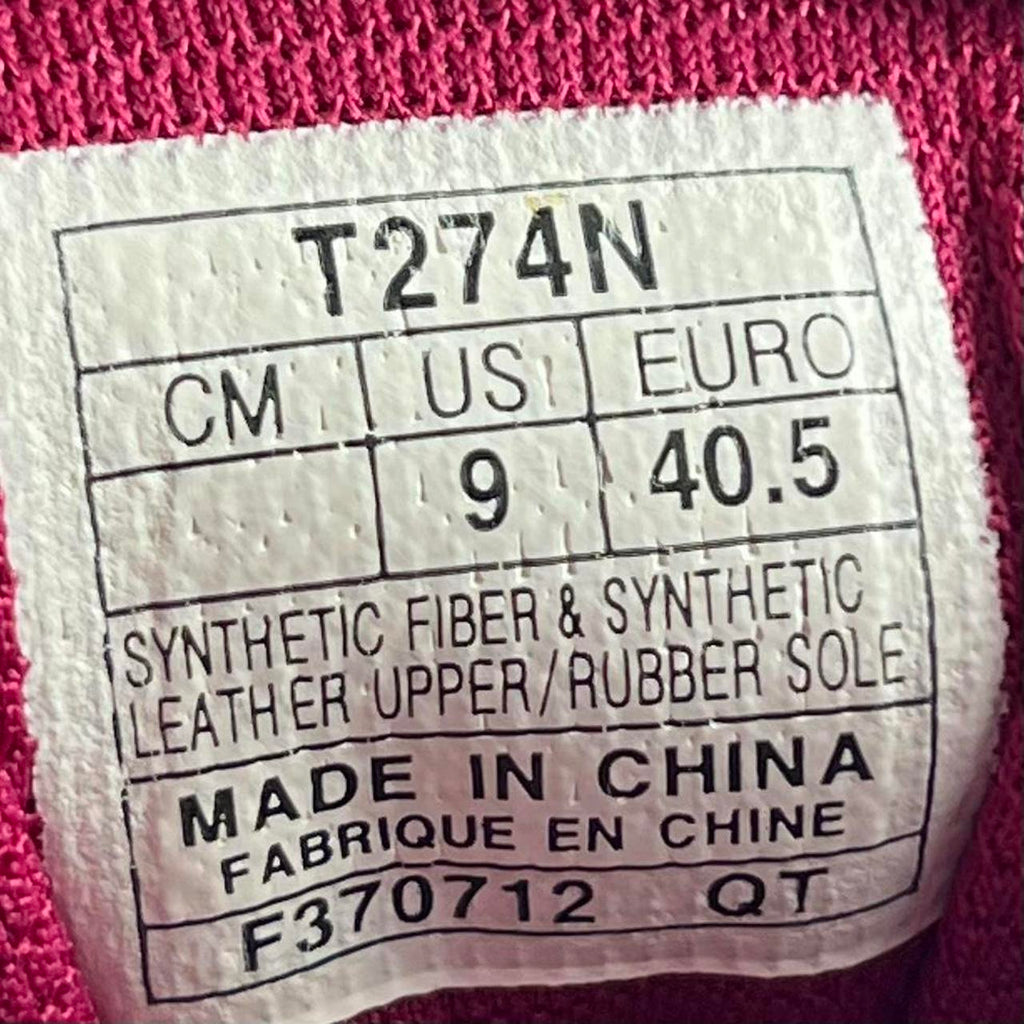 T274N
CM US EURO
9 40.5
SYNTHETIC FIBER & SYNTHETIC
LEATHER UPPER/RUBBER SOLE
MADE IN CHINA
FABRIQUE EN CHINE
F370712 QT